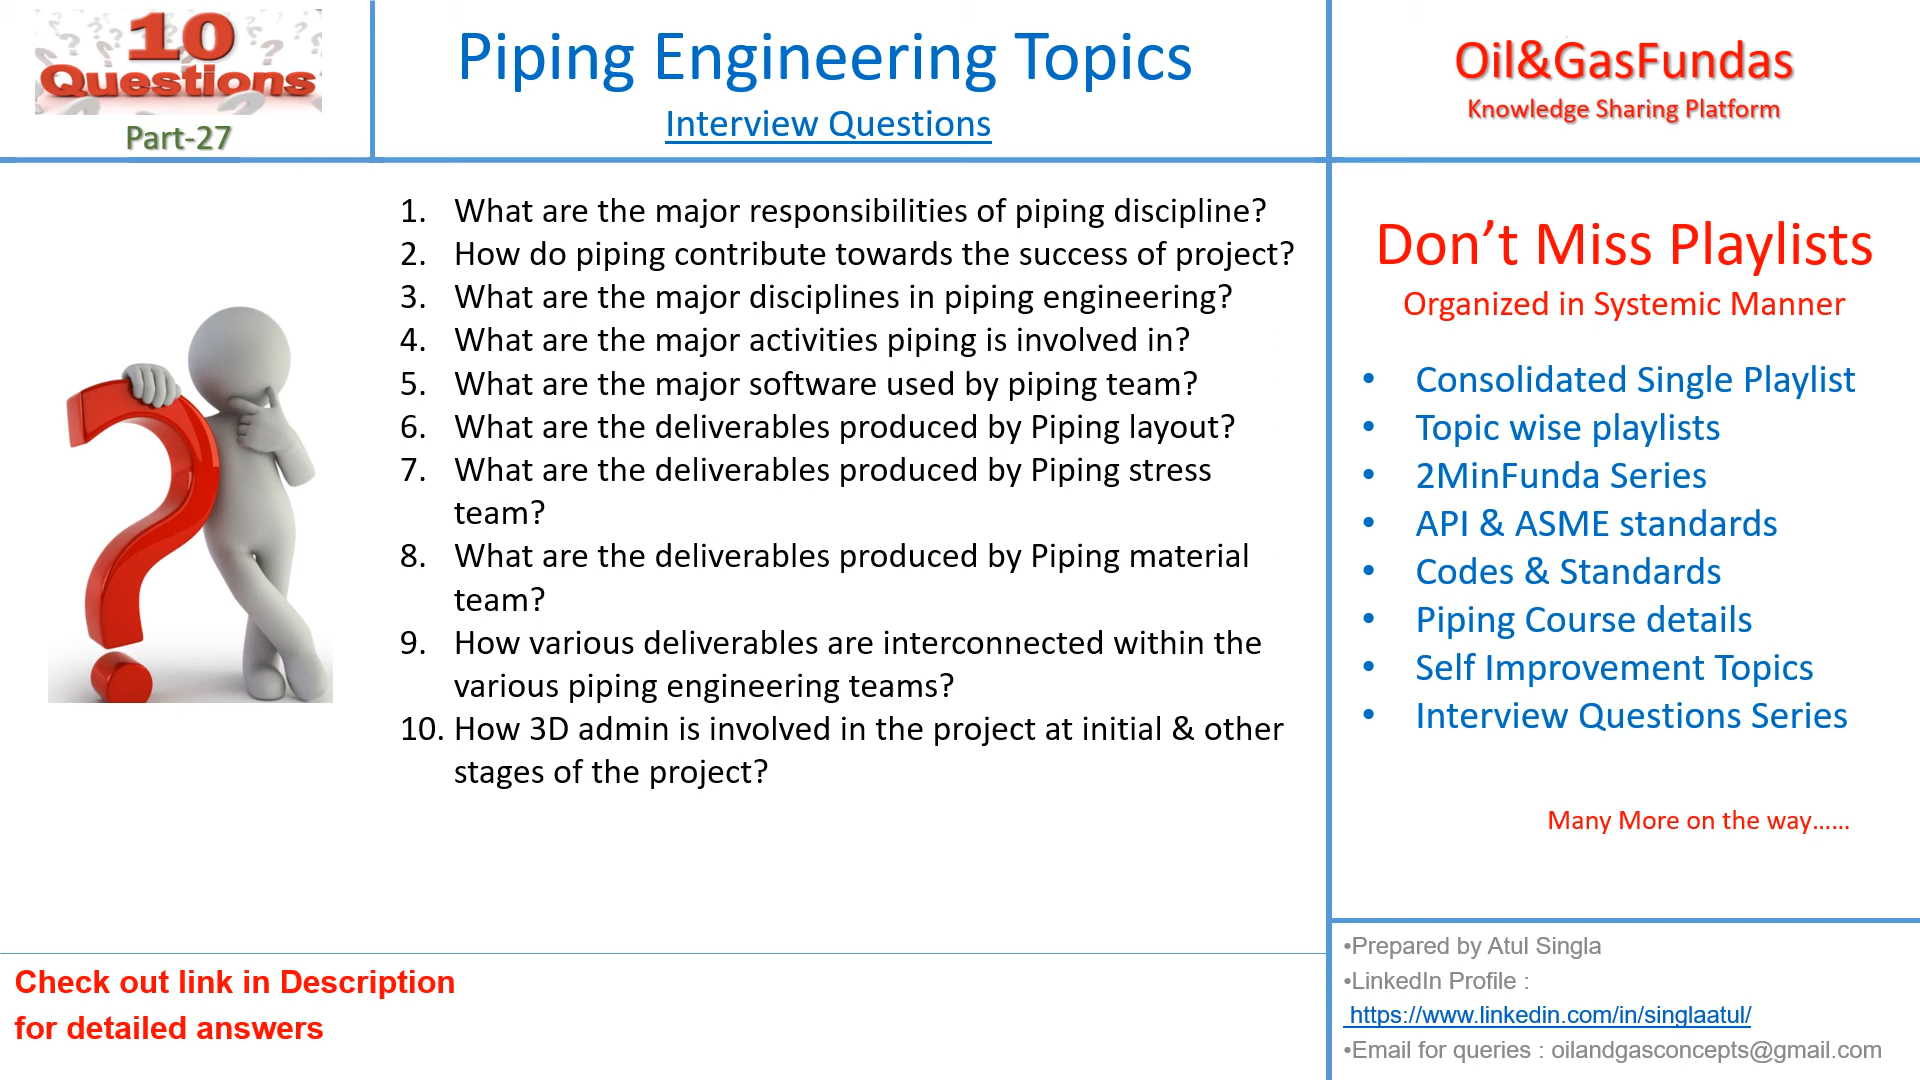 10
Questions
Part-27
Piping Engineering Topics
Interview Questions
Oil&GasFundas
Knowledge Sharing Platform
1. What are the major responsibilities of piping discipline?
2. How do piping contribute towards the success of project?
3. What are the major disciplines in piping engineering?
4. What are the major activities piping is involved in?
5. What are the major software used by piping team?
6. What are the deliverables produced by Piping layout?
7. What are the deliverables produced by Piping stress
team?
8. What are the deliverables produced by Piping material
team?
9. How various deliverables are interconnected within the
various piping engineering teams?
10. How 3D admin is involved in the project at initial & other
stages of the project?
Don’t Miss Playlists
Organized in Systemic Manner
• Consolidated Single Playlist
• Topic wise playlists
• 2MinFunda Series
• API & ASME standards
• Codes & Standards
• Piping Course details
• Self Improvement Topics
• Interview Questions Series
Many More on the way......
Check out link in Description
for detailed answers
•Prepared by Atul Singla
•LinkedIn Profile :
https://www.linkedin.com/in/singlaatul/
•Email for queries : oilandgasconcepts@gmail.com